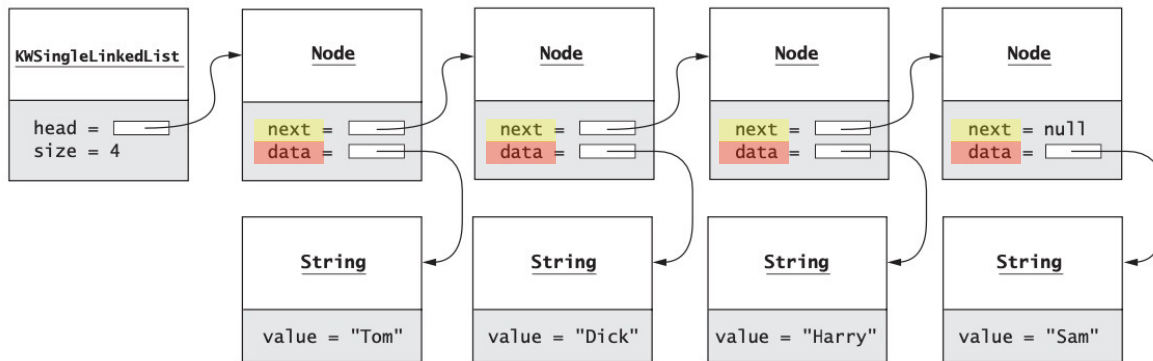 KWSingleLinkedList
head =
size = 4
Node
next =
data =
Node
next =
data =
Node
next =
data =
Node
next = null
data =
String
value = "Tom"
String
value = "Dick"
String
value = "Harry"
String
value = "Sam"